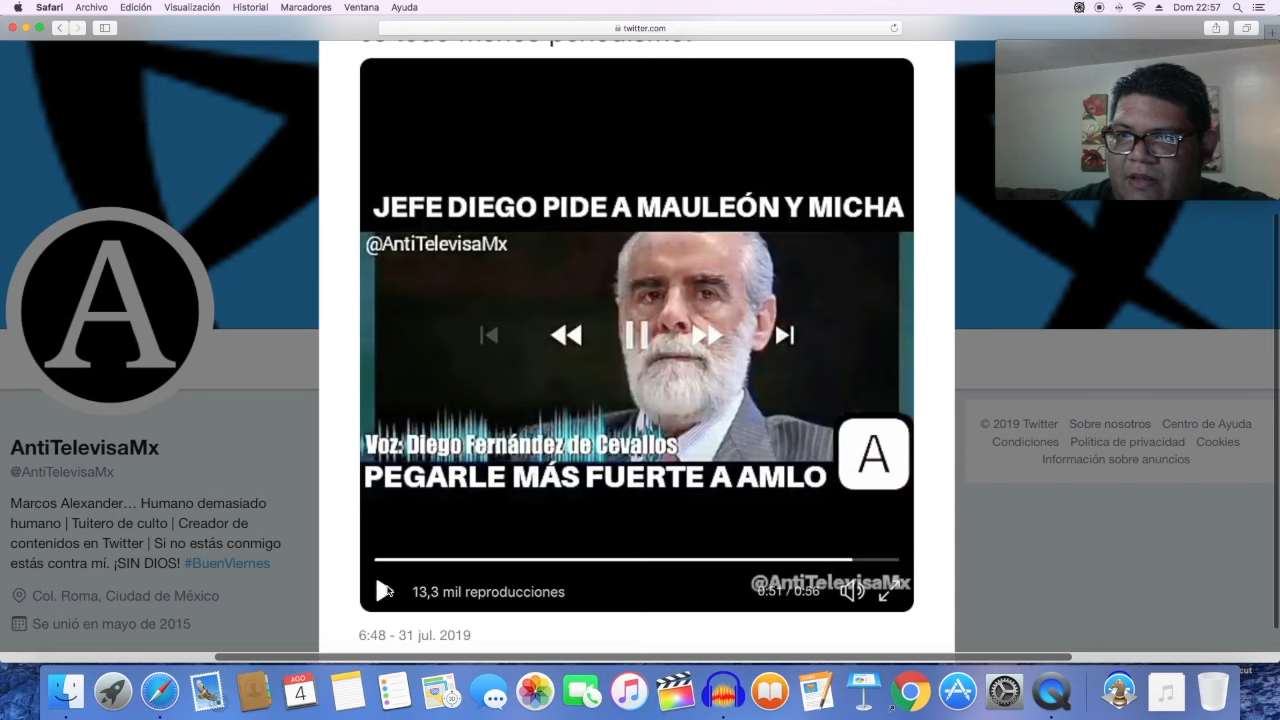 Safari Archivo Edición Visualización Historial Marcadores Ventana Ayuda
Dom 22:57
twitter.com
JEFE DIEGO PIDE A MAULEÓN Y MICHA
@AntiTelevisaMx
Voz: Diego Fernández de Cevallos
A
PEGARLE MÁS FUERTE A AMLO
13,3 mil reproducciones
@AntiTelevisaMx
0:51 / 0:56
6:48 - 31 jul. 2019
A
AntiTelevisaMx
@AntiTelevisaMx
Marcos Alexander… Humano demasiado
humano | Tuitero de culto | Creador de
contenidos en Twitter | Si no estás conmigo
estás contra mí. ¡SIN DIOS! #BuenViernes
Col. Roma, Ciudad de México
Se unió en mayo de 2015
© 2019 Twitter Sobre nosotros Centro de Ayuda
Condiciones Política de privacidad Cookies
Información sobre anuncios
AGO
4
30
cut